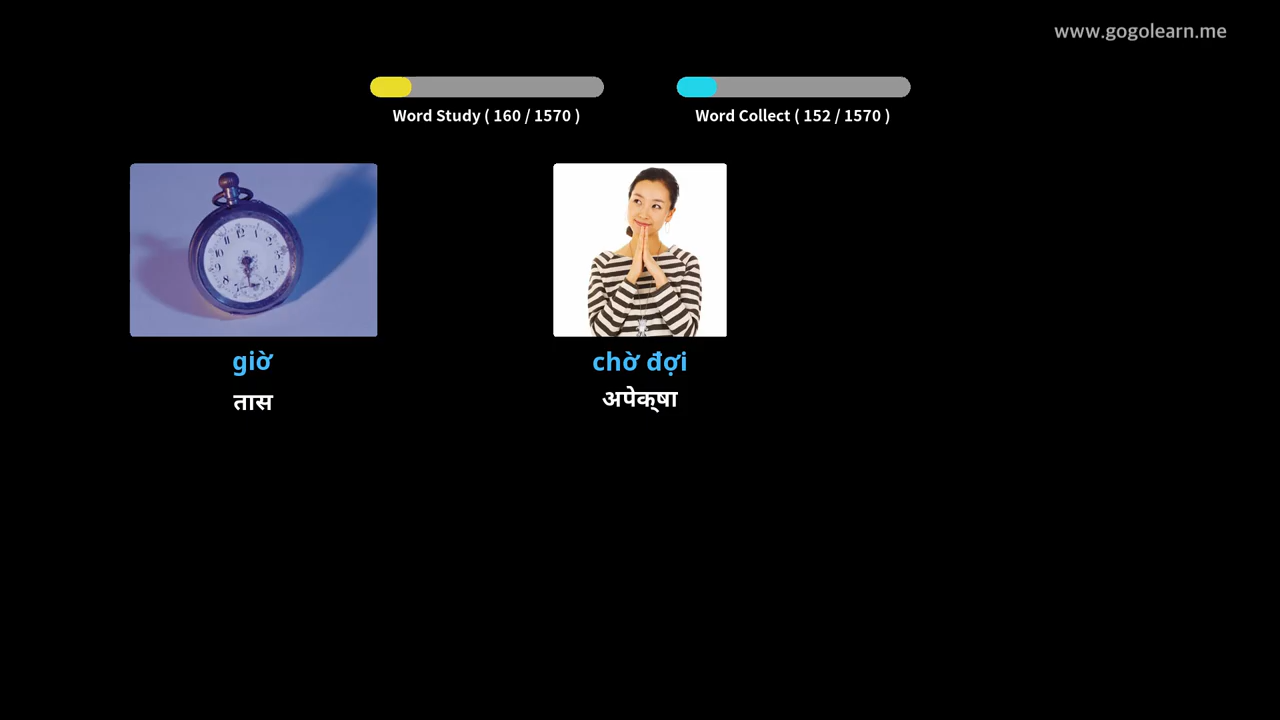 www.gogolearn.me
Word Study ( 160 / 1570 )
Word Collect ( 152 / 1570 )
giờ
chờ đợi
तास
अपेक्षा